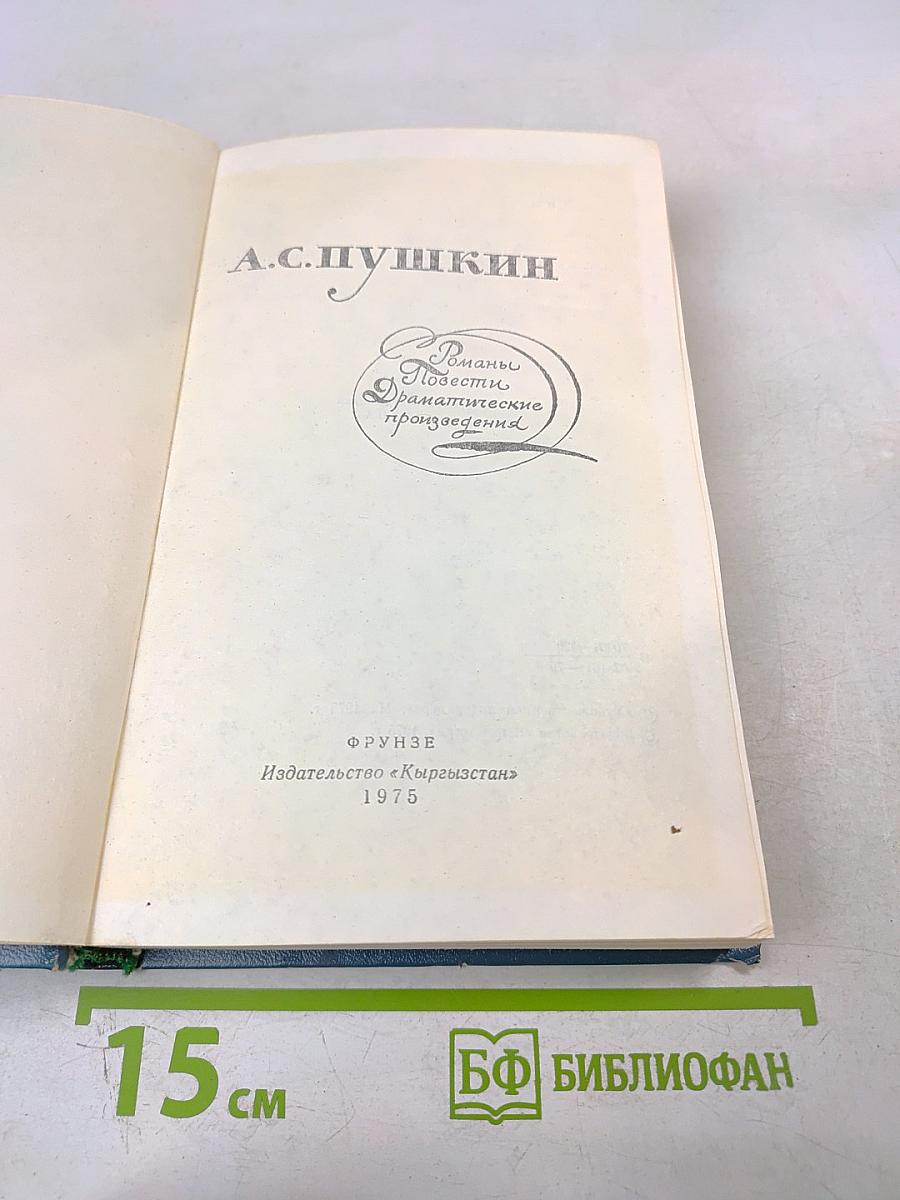 А.С.ПУШКИН
Романы
Повести
Драматические
произведения
ФРУНЗЕ
Издательство «Кыргызстан»
1975
15 см
БФ БИБЛИОФАН